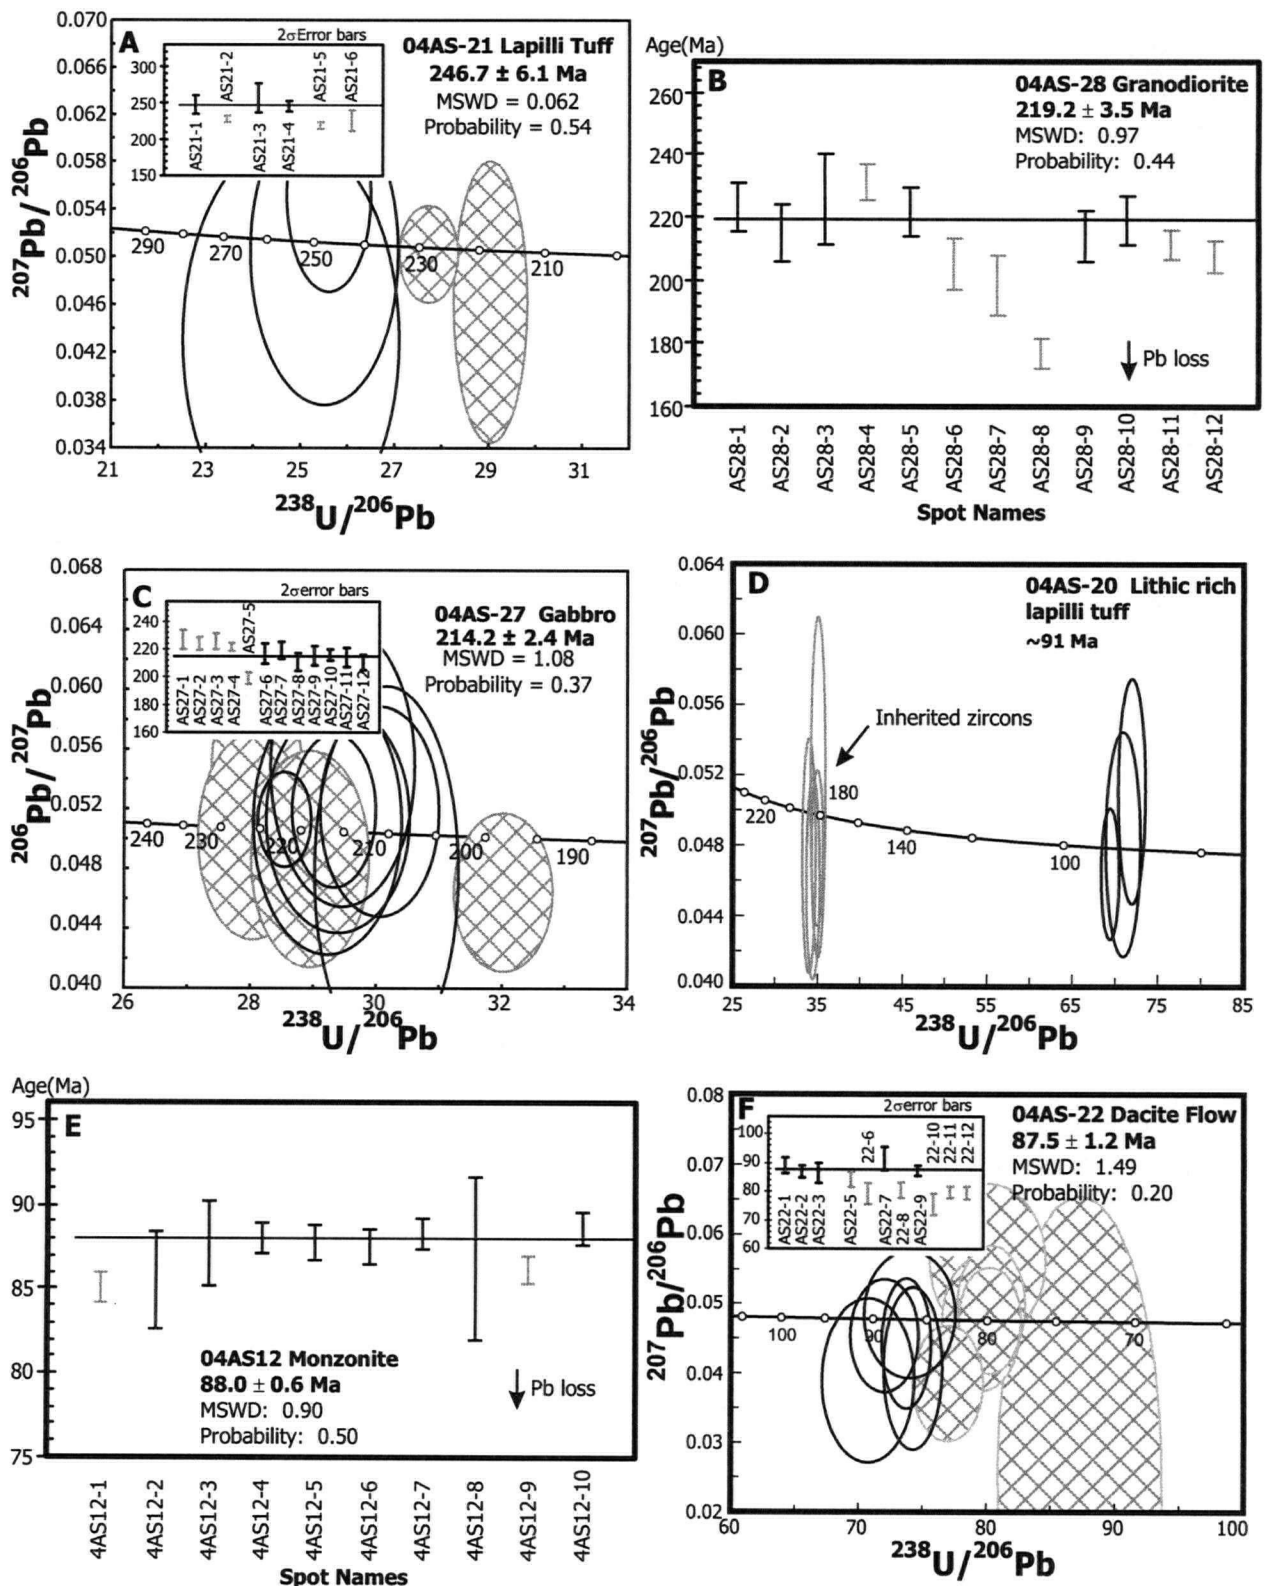 A
04AS-21 Lapilli Tuff
246.7 ± 6.1 Ma
MSWD = 0.062
Probability = 0.54
2σError bars
300
250
200
150
AS21-1
AS21-2
AS21-3
AS21-4
AS21-5
AS21-6
0.070
0.066
0.062
0.058
0.054
0.050
0.046
0.042
0.038
0.034
207Pb/206Pb
290
270
250
230
210
21
23
25
27
29
31
238U/206Pb
Age(Ma)
B
04AS-28 Granodiorite
219.2 ± 3.5 Ma
MSWD: 0.97
Probability: 0.44
260
240
220
200
180
160
Pb loss
AS28-1
AS28-2
AS28-3
AS28-4
AS28-5
AS28-6
AS28-7
AS28-8
AS28-9
AS28-10
AS28-11
AS28-12
Spot Names
C
04AS-27 Gabbro
214.2 ± 2.4 Ma
MSWD = 1.08
Probability = 0.37
2σerror bars
240
220
200
180
160
AS27-1
AS27-2
AS27-3
AS27-4
AS27-5
AS27-6
AS27-7
AS27-8
AS27-9
AS27-10
AS27-11
AS27-12
0.068
0.064
0.060
0.056
0.052
0.048
0.044
0.040
206Pb/207Pb
240
230
220
210
200
190
26
28
30
32
34
238U/206Pb
D
04AS-20 Lithic rich
lapilli tuff
~91 Ma
Inherited zircons
0.064
0.060
0.056
0.052
0.048
0.044
0.040
207Pb/206Pb
220
180
140
100
25
35
45
55
65
75
85
238U/206Pb
Age(Ma)
E
95
90
85
80
75
04AS12 Monzonite
88.0 ± 0.6 Ma
MSWD: 0.90
Probability: 0.50
Pb loss
4AS12-1
4AS12-2
4AS12-3
4AS12-4
4AS12-5
4AS12-6
4AS12-7
4AS12-8
4AS12-9
4AS12-10
Spot Names
F
04AS-22 Dacite Flow
87.5 ± 1.2 Ma
MSWD: 1.49
Probability: 0.20
2σerror bars
100
90
80
70
60
AS22-1
AS22-2
AS22-3
AS22-5
22-6
AS22-7
22-8
AS22-9
22-10
22-11
22-12
0.08
0.07
0.06
0.05
0.04
0.03
0.02
207Pb/206Pb
100
90
80
70
60
70
80
90
100
238U/206Pb